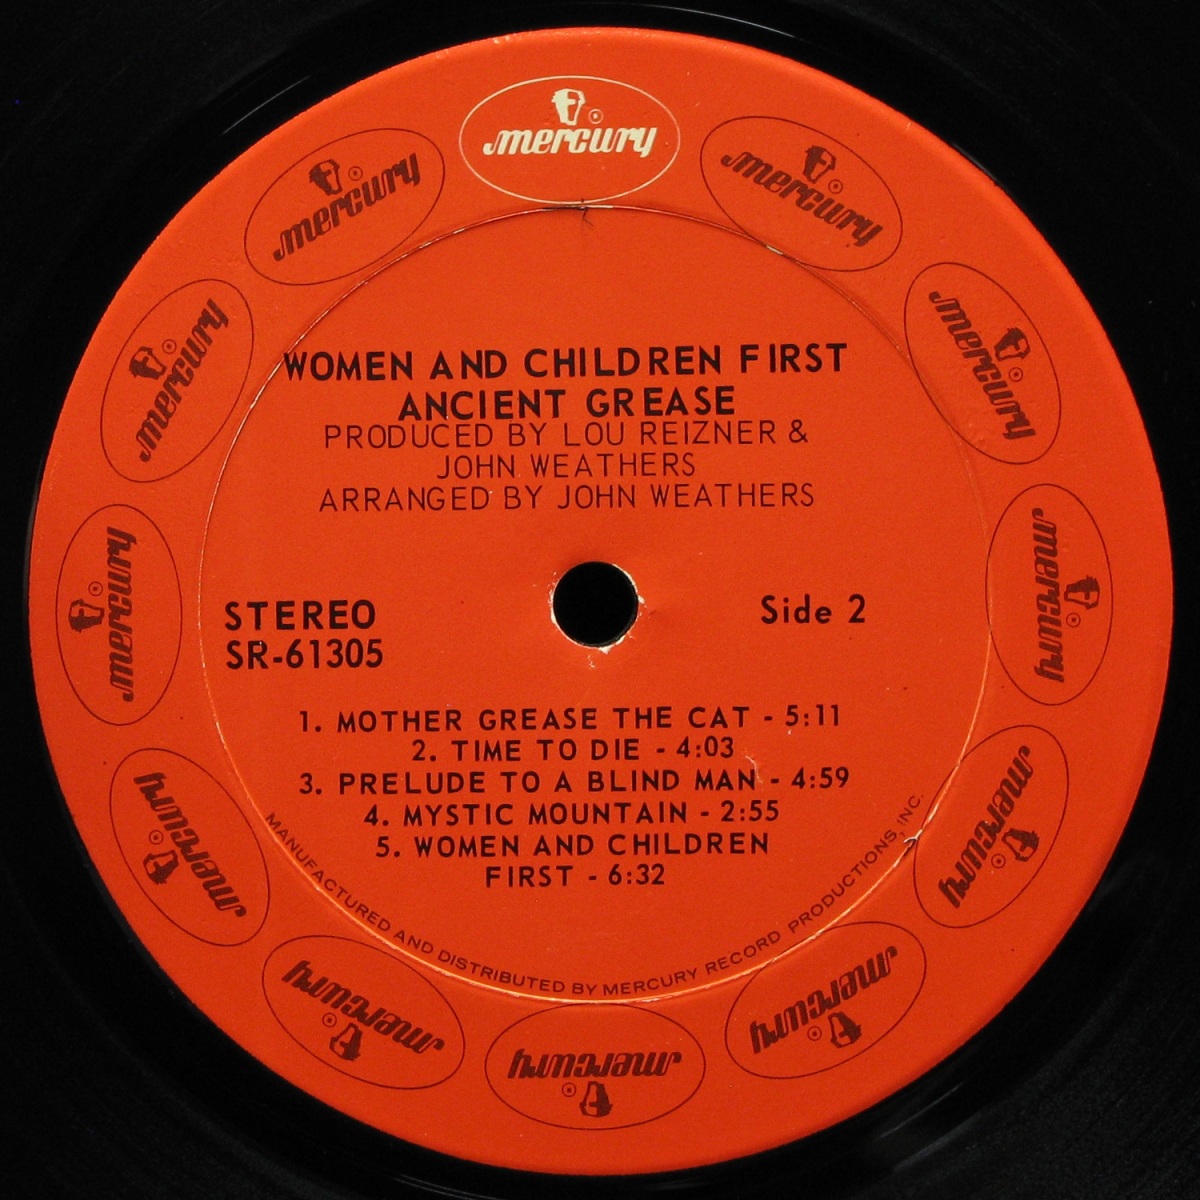 mercury
mercury
mercury
mercury
mercury
mercury
mercury
mercury
mercury
mercury
mercury
mercury
WOMEN AND CHILDREN FIRST
ANCIENT GREASE
PRODUCED BY LOU REIZNER &
JOHN WEATHERS
ARRANGED BY JOHN WEATHERS
STEREO
SR-61305
Side 2
1. MOTHER GREASE THE CAT - 5:11
2. TIME TO DIE - 4:03
3. PRELUDE TO A BLIND MAN - 4:59
4. MYSTIC MOUNTAIN - 2:55
5. WOMEN AND CHILDREN
FIRST - 6:32
MANUFACTURED AND DISTRIBUTED BY MERCURY RECORD PRODUCTIONS, INC.